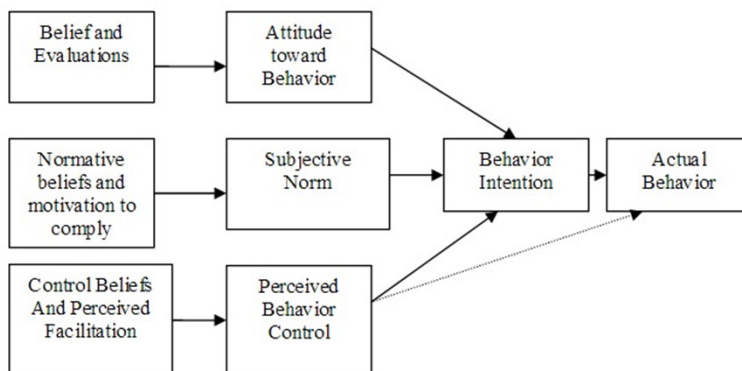 Belief and
Evaluations
Attitude
toward
Behavior
Normative
beliefs and
motivation to
comply
Subjective
Norm
Behavior
Intention
Actual
Behavior
Control Beliefs
And Perceived
Facilitation
Perceived
Behavior
Control